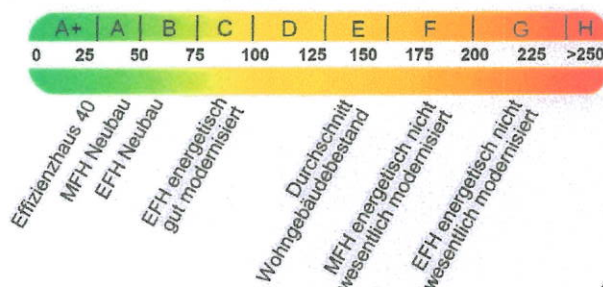 A+ A B C D E F G H
0 25 50 75 100 125 150 175 200 225 >250
Effizienzhaus 40
MFH Neubau
EFH Neubau
EFH energetisch
gut modernisiert
Durchschnitt
Wohngebäudebestand
MFH energetisch nicht
wesentlich modernisiert
EFH energetisch nicht
wesentlich modernisiert